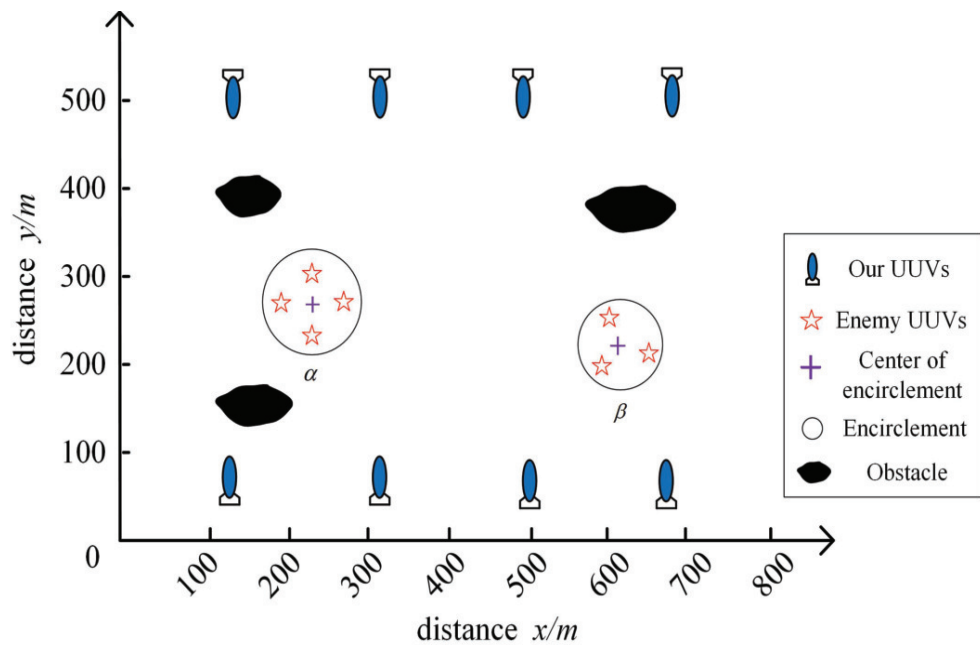 distance y/m
500
400
300
200
100
0
100
200
300
400
500
600
700
800
distance x/m
α
β
Our UUVs
Enemy UUVs
Center of
encirclement
Encirclement
Obstacle